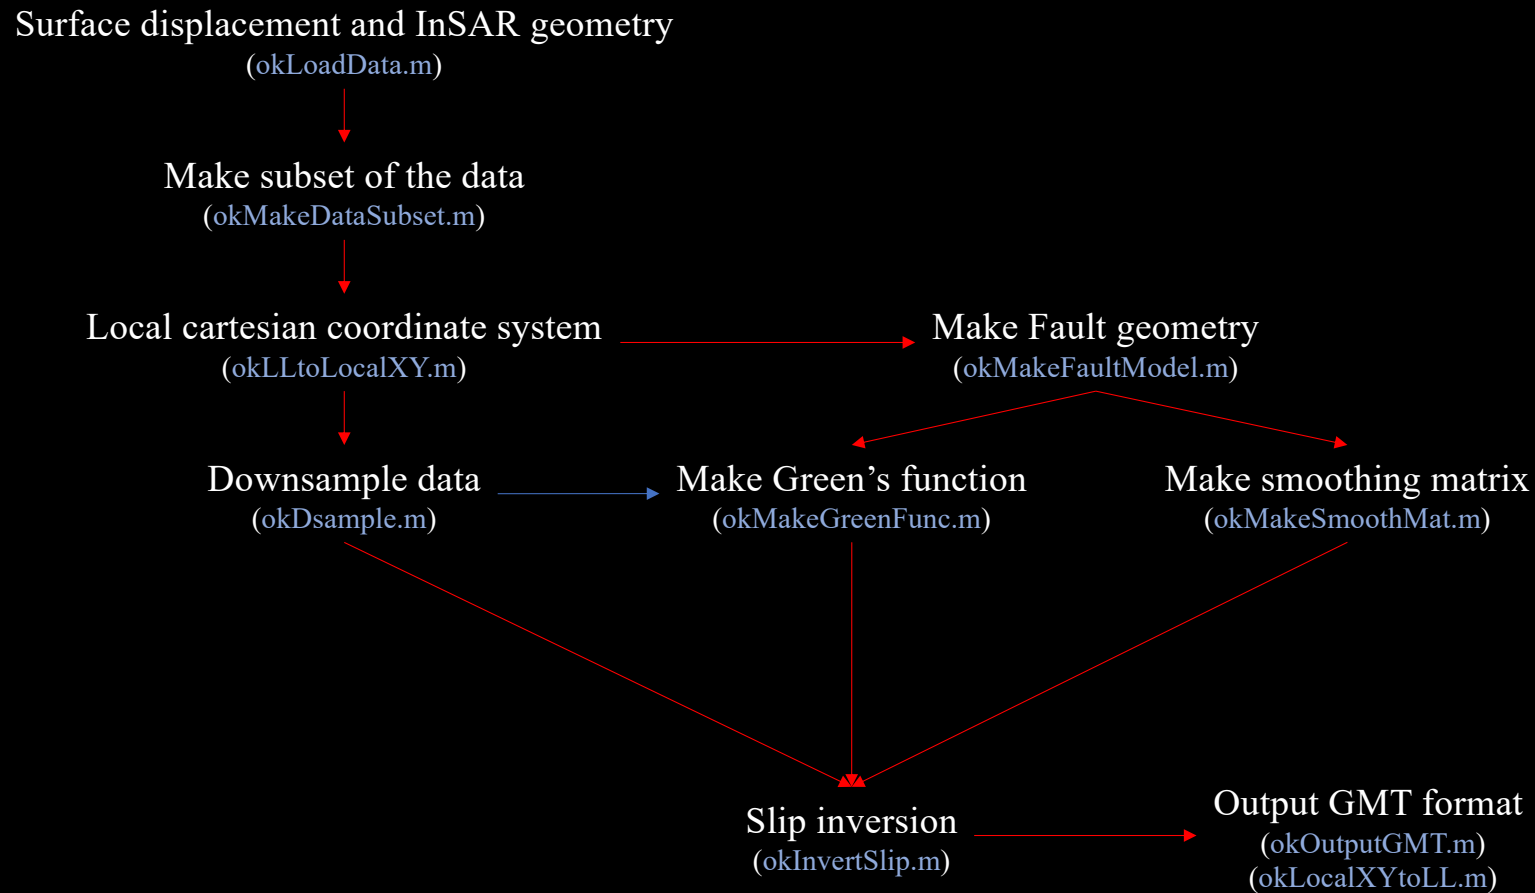 Surface displacement and InSAR geometry
(okLoadData.m)
Make subset of the data
(okMakeDataSubset.m)
Local cartesian coordinate system
(okLLtoLocalXY.m)
Make Fault geometry
(okMakeFaultModel.m)
Downsample data
(okDsample.m)
Make Green’s function
(okMakeGreenFunc.m)
Make smoothing matrix
(okMakeSmoothMat.m)
Slip inversion
(okInvertSlip.m)
Output GMT format
(okOutputGMT.m)
(okLocalXYtoLL.m)